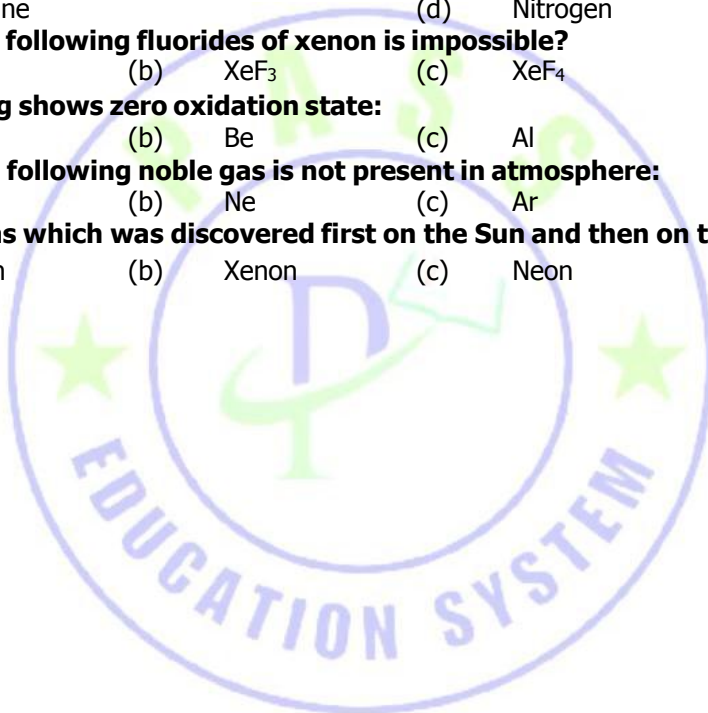 ne (d) Nitrogen
following fluorides of xenon is impossible?
(b) XeF₃ (c) XeF₄
g shows zero oxidation state:
(b) Be (c) Al
following noble gas is not present in atmosphere:
(b) Ne (c) Ar
as which was discovered first on the Sun and then on t
n (b) Xenon (c) Neon
PASS
EDUCATION SYSTEM